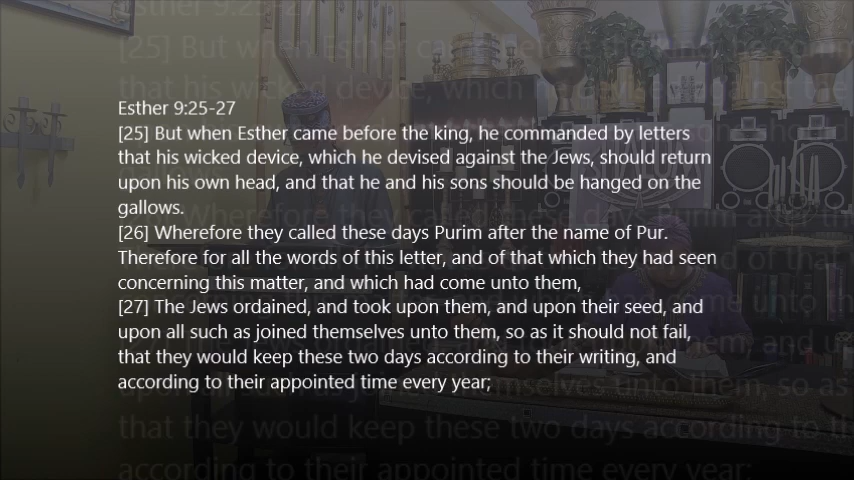 Esther 9:25-27
[25] But when Esther came before the king, he commanded by letters
that his wicked device, which he devised against the Jews, should return
upon his own head, and that he and his sons should be hanged on the
gallows.
[26] Wherefore they called these days Purim after the name of Pur.
Therefore for all the words of this letter, and of that which they had seen
concerning this matter, and which had come unto them,
[27] The Jews ordained, and took upon them, and upon their seed, and
upon all such as joined themselves unto them, so as it should not fail,
that they would keep these two days according to their writing, and
according to their appointed time every year;